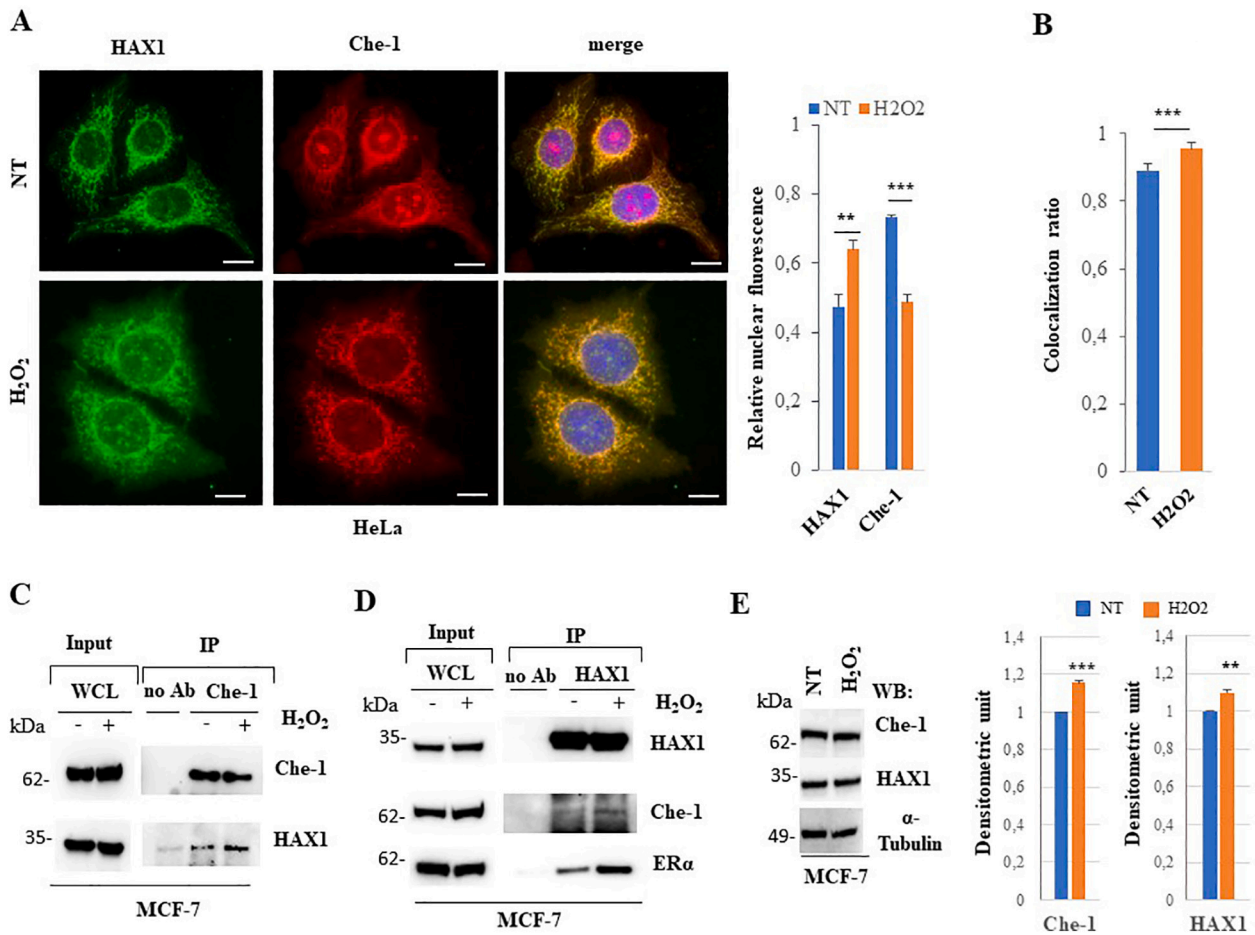 A
HAX1
Che-1
merge
NT
H₂O₂
HeLa
NT H2O2
Relative nuclear fluorescence
1
0,8
0,6
0,4
0,2
0
**
***
HAX1
Che-1
B
Colocalization ratio
1
0,8
0,6
0,4
0,2
0
***
NT
H2O2
C
Input
IP
WCL
no Ab Che-1
kDa
- +
- +
H₂O₂
62-
Che-1
35-
HAX1
MCF-7
D
Input
IP
WCL
no Ab HAX1
kDa
- +
- +
H₂O₂
35-
HAX1
62-
Che-1
62-
ERα
MCF-7
E
NT
H₂O₂
WB:
kDa
Che-1
62-
35-
HAX1
α-
49-
Tubulin
MCF-7
NT H2O2
Densitometric unit
1,4
1,2
1
0,8
0,6
0,4
0,2
0
***
Che-1
Densitometric unit
1,4
1,2
1
0,8
0,6
0,4
0,2
0
**
HAX1